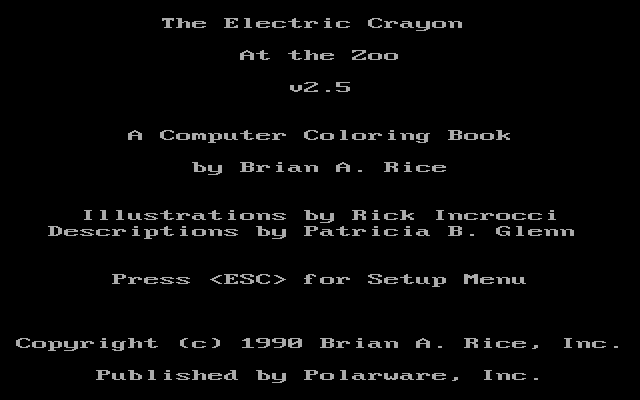 The Electric Crayon
At the Zoo
v2.5
A Computer Coloring Book
by Brian A. Rice
Illustrations by Rick Incrocci
Descriptions by Patricia B. Glenn
Press <ESC> for Setup Menu
Copyright (c) 1990 Brian A. Rice, Inc.
Published by Polarware, Inc.